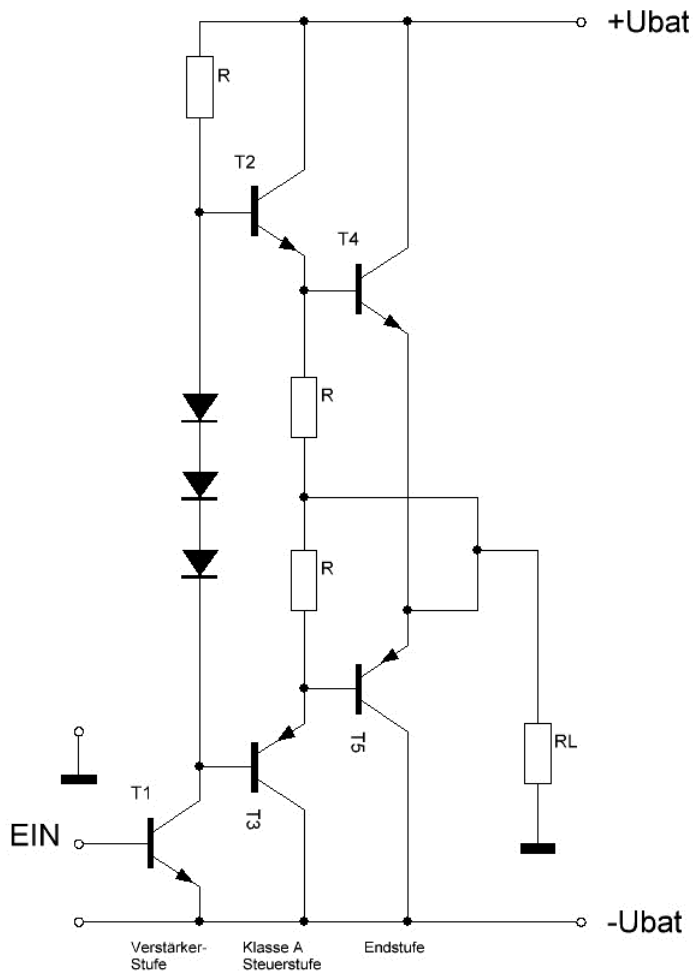 +Ubat
R
T2
T4
R
R
T5
RL
T1
T3
EIN
-Ubat
Verstärker-
Stufe
Klasse A
Steuerstufe
Endstufe